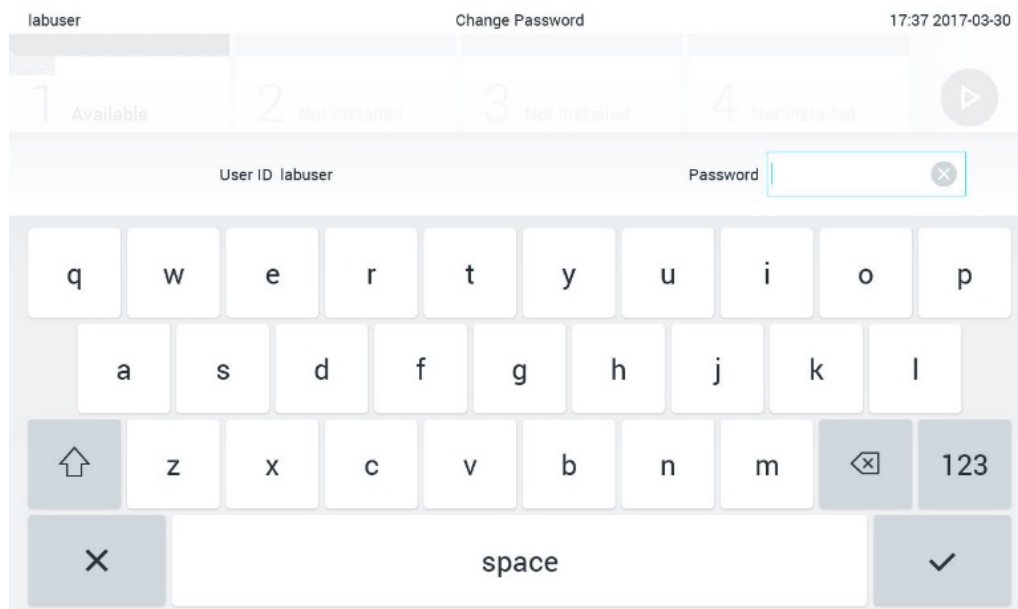 labuser Change Password 17:37 2017-03-30
1 Available 2 Not installed 3 Not installed 4 Not installed
User ID labuser Password
q w e r t y u i o p
a s d f g h j k l
z x c v b n m 123
space